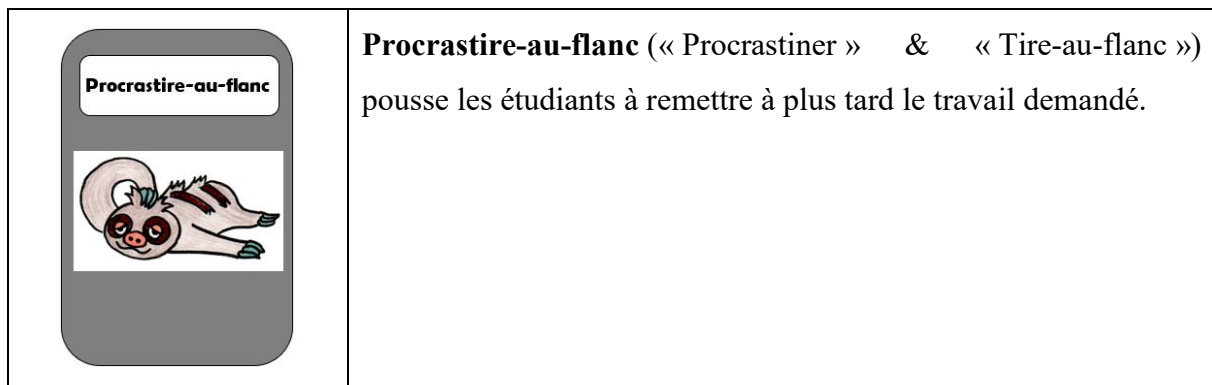 Procrastire-au-flanc
Procrastire-au-flanc (« Procrastiner » & « Tire-au-flanc »)
pousse les étudiants à remettre à plus tard le travail demandé.